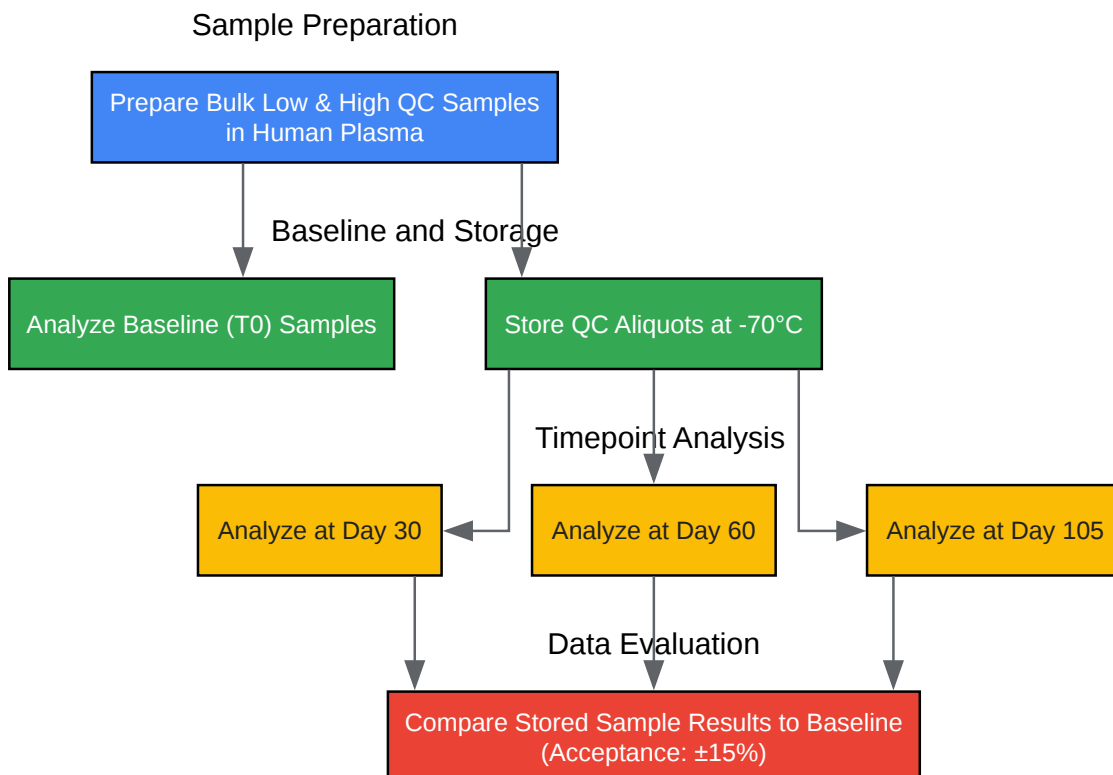 Sample Preparation
Prepare Bulk Low & High QC Samples
in Human Plasma
Baseline and Storage
Analyze Baseline (T0) Samples
Store QC Aliquots at -70°C
Timepoint Analysis
Analyze at Day 30
Analyze at Day 60
Analyze at Day 105
Data Evaluation
Compare Stored Sample Results to Baseline
(Acceptance: ±15%)